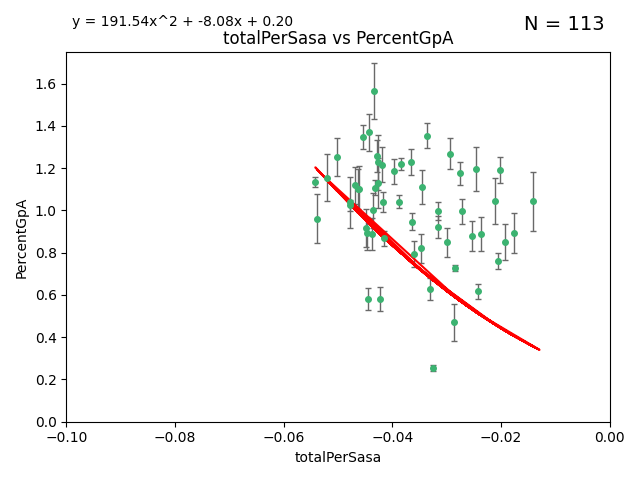 y = 191.54x^2 + -8.08x + 0.20
N = 113
totalPerSasa vs PercentGpA
PercentGpA
1.6
1.4
1.2
1.0
0.8
0.6
0.4
0.2
0.0
−0.10 −0.08 −0.06 −0.04 −0.02 0.00
totalPerSasa